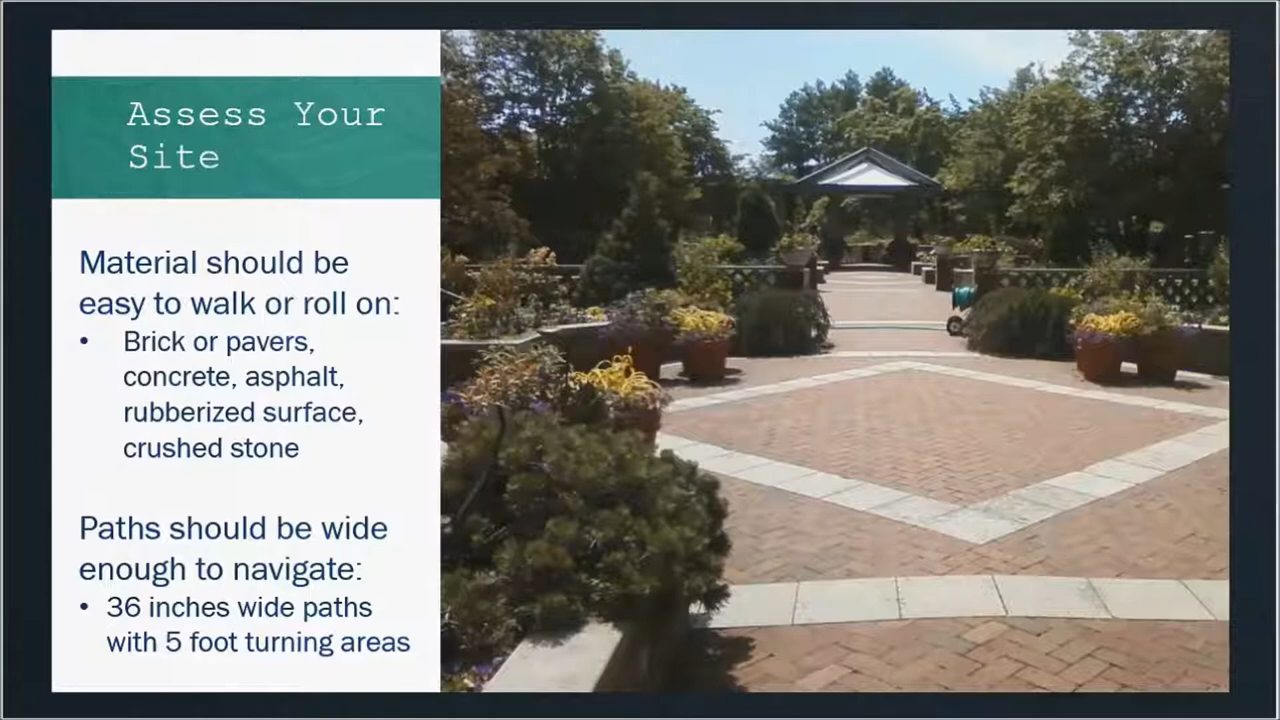 Assess Your
Site
Material should be
easy to walk or roll on:
• Brick or pavers,
concrete, asphalt,
rubberized surface,
crushed stone
Paths should be wide
enough to navigate:
• 36 inches wide paths
with 5 foot turning areas